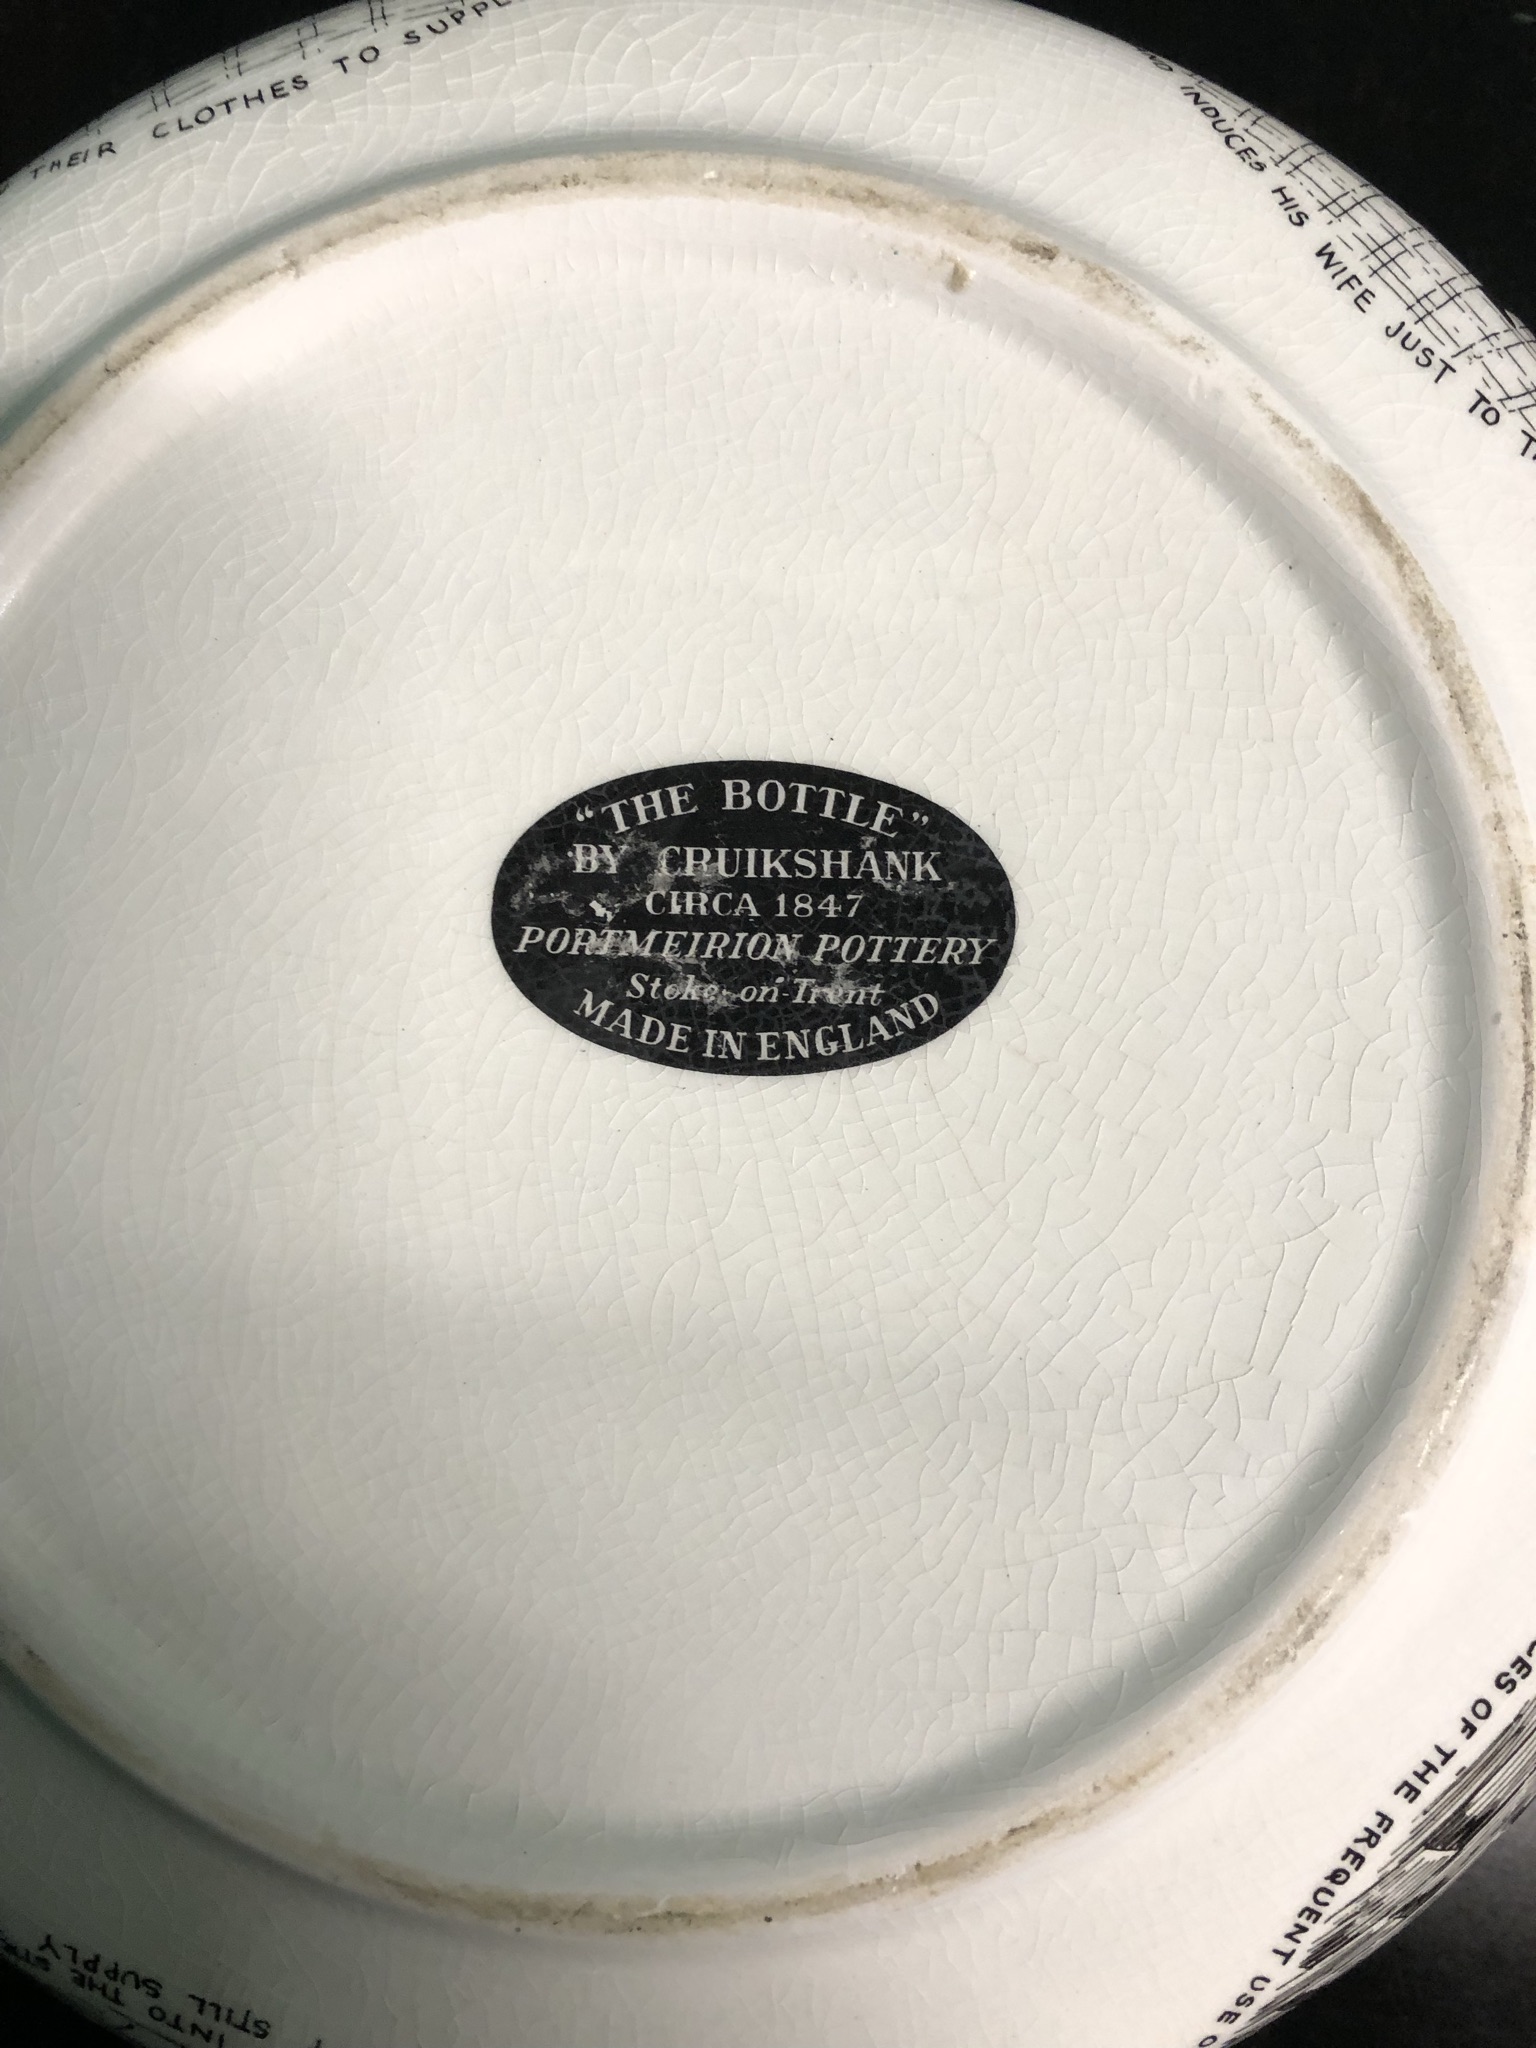 "THE BOTTLE"
BY CRUIKSHANK
CIRCA 1847
PORTMEIRION POTTERY
Stoke-on-Trent
MADE IN ENGLAND
THEIR CLOTHES TO
INDUCES HIS WIFE JUST TO
OF THE FREQUENT USE
INTO THE
STILL SUPPLY